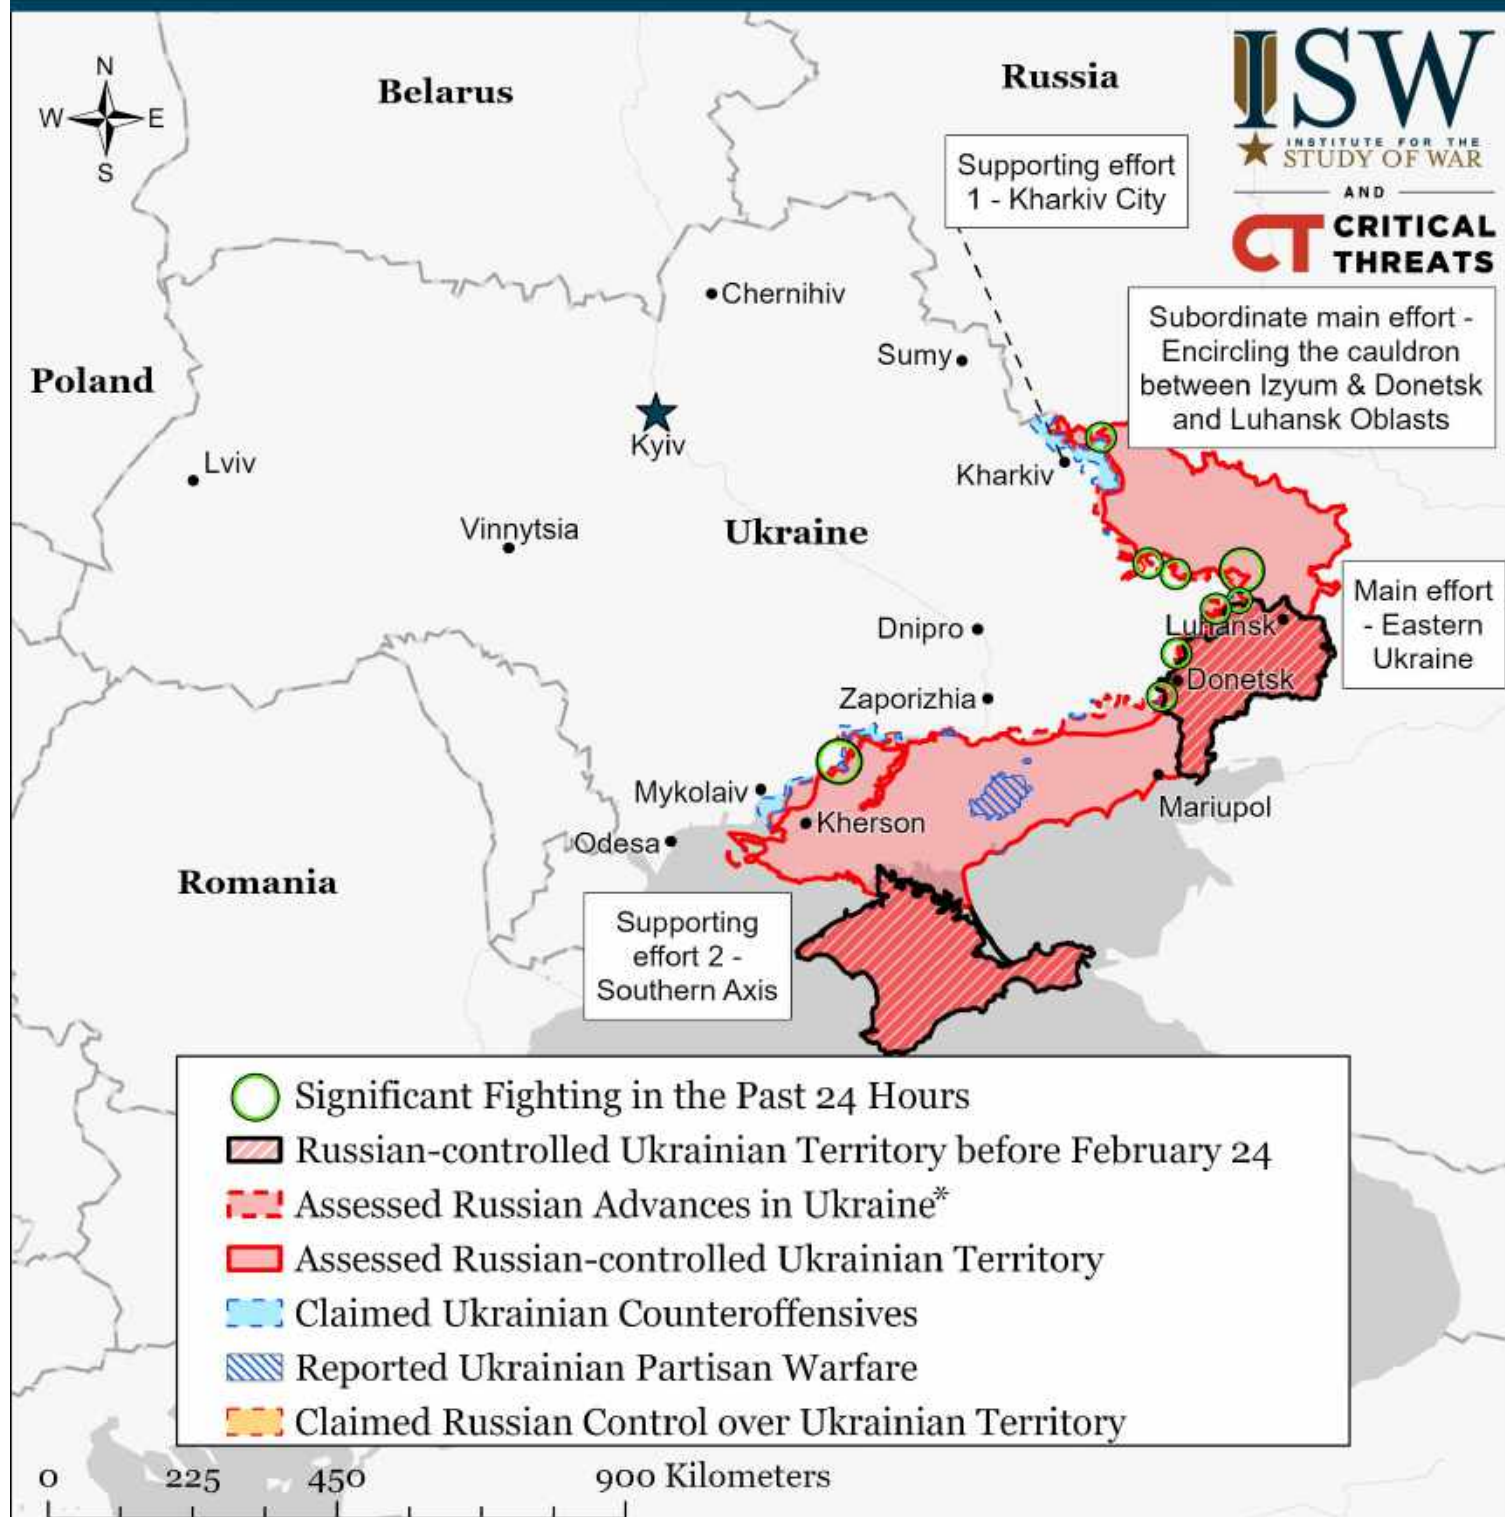 N
W E
S
Belarus
Russia
ISW
INSTITUTE FOR THE
STUDY OF WAR
AND
CT CRITICAL
THREATS
Supporting effort
1 - Kharkiv City
Subordinate main effort -
Encircling the cauldron
between Izyum & Donetsk
and Luhansk Oblasts
Chernihiv
Sumy
Poland
Kyiv
Lviv
Kharkiv
Vinnytsia
Ukraine
Main effort
- Eastern
Ukraine
Dnipro
Luhansk
Donetsk
Zaporizhia
Mykolaiv
Mariupol
Kherson
Odesa
Romania
Supporting
effort 2 -
Southern Axis
Significant Fighting in the Past 24 Hours
Russian-controlled Ukrainian Territory before February 24
Assessed Russian Advances in Ukraine*
Assessed Russian-controlled Ukrainian Territory
Claimed Ukrainian Counteroffensives
Reported Ukrainian Partisan Warfare
Claimed Russian Control over Ukrainian Territory
0 225 450 900 Kilometers